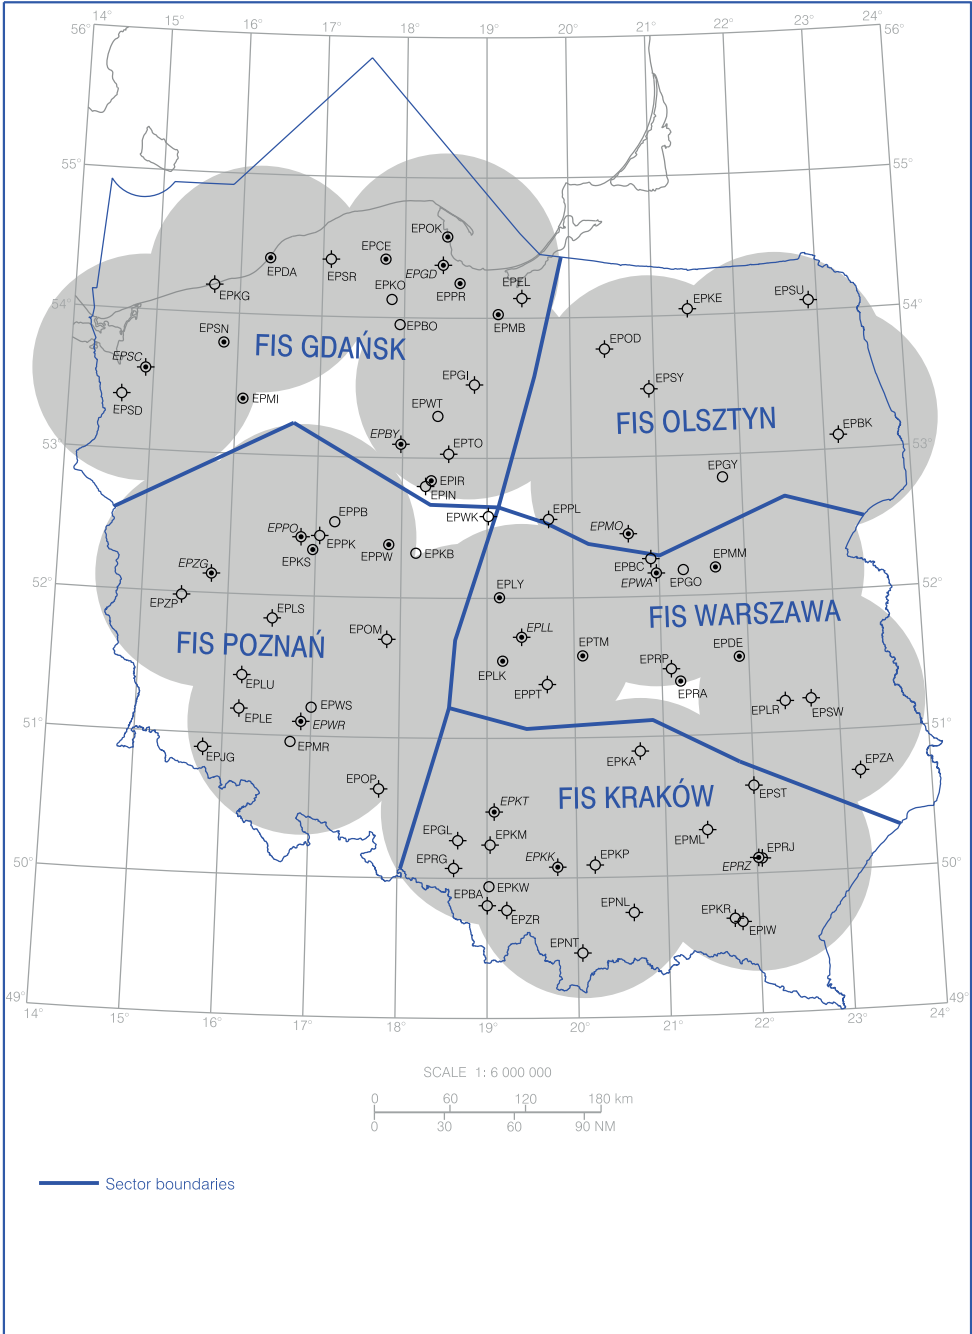 14°
15°
16°
17°
18°
19°
20°
21°
22°
23°
24°
56°
56°
55°
55°
EPOK
EPCE
EPDA
EPSR
EPGD
EPKO
EPPR
EPEL
EPKG
EPKE
EPSU
54°
54°
EPSN
EPBO
EPMB
FIS GDAŃSK
EPOD
EPSC
EPGI
EPSY
EPSD
EPMI
EPWT
FIS OLSZTYN
EPBK
EPBY
EPTO
53°
53°
EPGY
EPIR
EPIN
EPPB
EPWK
EPPL
EPPO
EPPK
EPMO
EPKS
EPPW
EPKB
EPMM
EPBC
EPZG
EPWA
EPGO
52°
52°
EPZP
EPLY
EPLS
FIS WARSZAWA
EPOM
EPLL
FIS POZNAŃ
EPTM
EPDE
EPRP
EPLK
EPLU
EPPT
EPRA
EPWS
EPLR
EPSW
EPLE
EPWR
51°
51°
EPMR
EPJG
EPKA
EPZA
EPOP
EPST
FIS KRAKÓW
EPKT
EPGL
EPKM
EPML
EPRJ
EPRG
EPKK
EPKP
EPRZ
50°
50°
EPKW
EPBA
EPNL
EPKR
EPZR
EPIW
EPNT
49°
49°
14°
15°
16°
17°
18°
19°
20°
21°
22°
23°
24°
SCALE 1: 6 000 000
0 60 120 180 km
0 30 60 90 NM
Sector boundaries